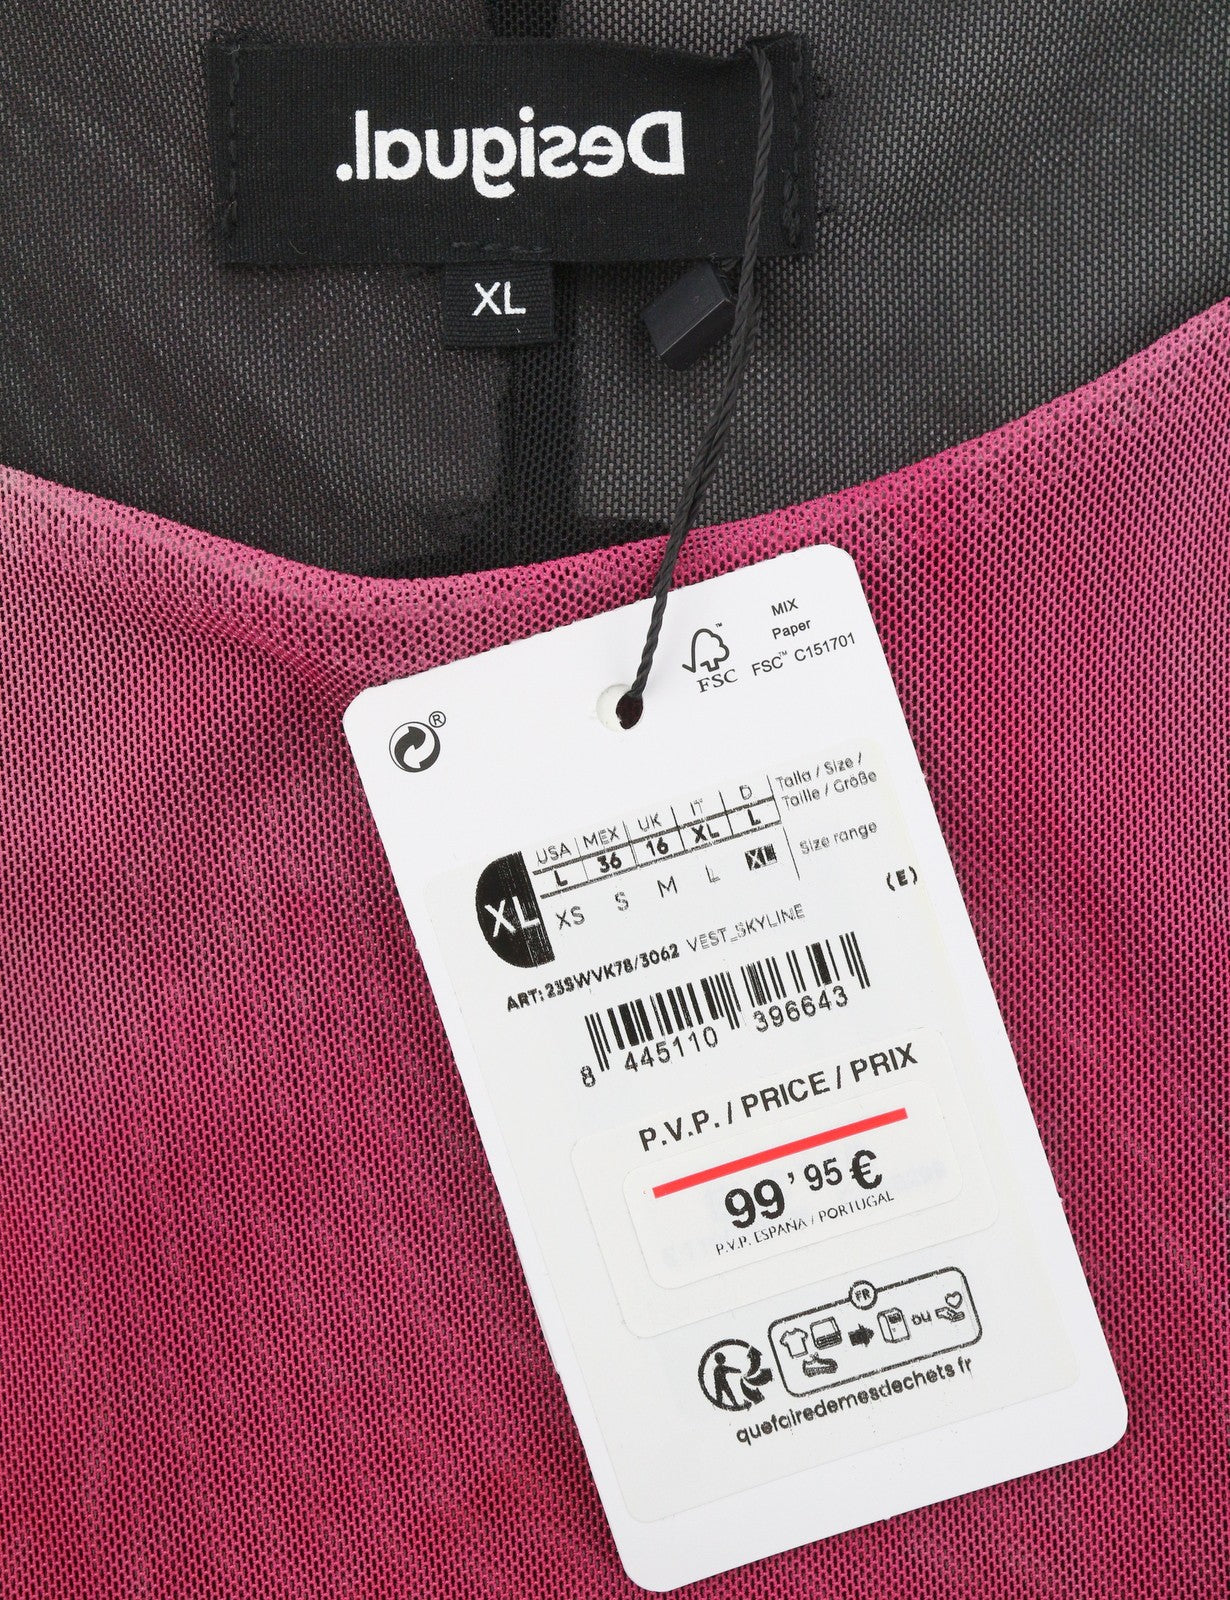 Desigual.
XL
MIX
Paper
FSC™ C151701
FSC™
®
USA | MEX | UK | IT | D | Talla / Size /
Taille / Größe
L | 36 | 16 | XL | L
XL XS S M L XL Size range
(E)
ART: 23SWVK78/3062 VEST_SKYLINE
8 445110 396643
P.V.P. / PRICE / PRIX
99'95 €
P.V.P. ESPAÑA / PORTUGAL
FR
ou
quefairedemesdechets.fr